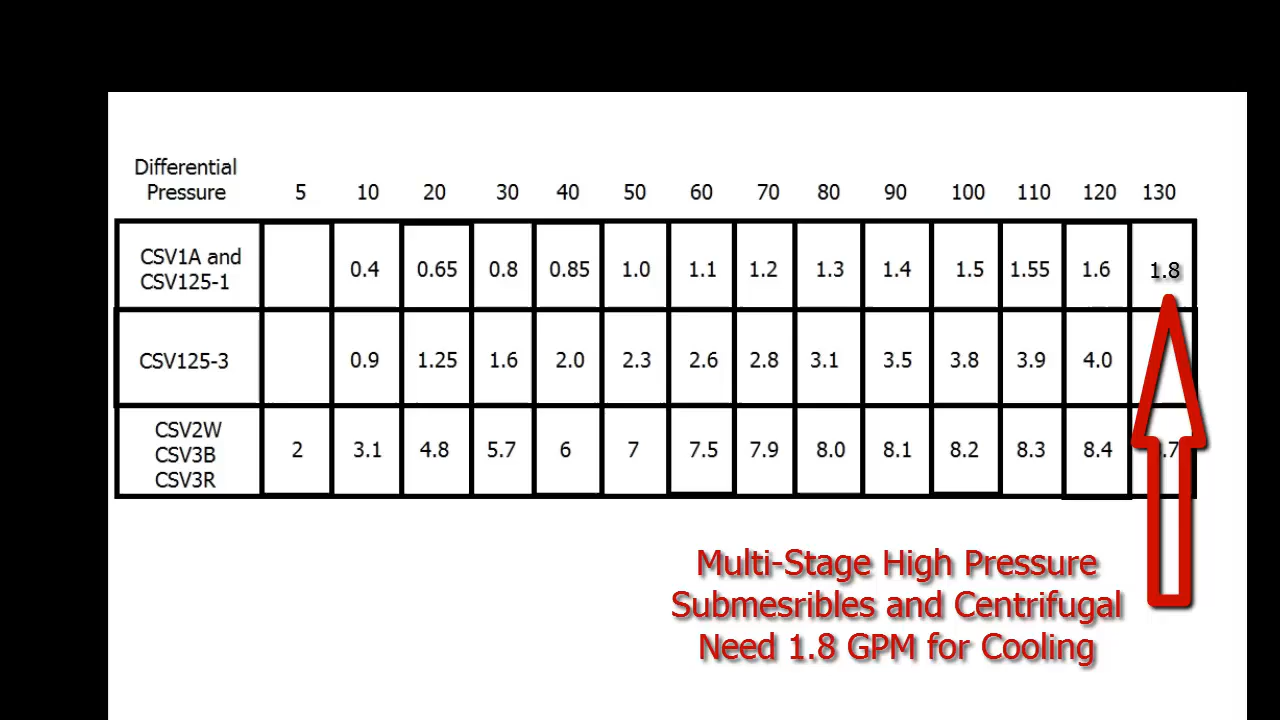 Differential
Pressure 5 10 20 30 40 50 60 70 80 90 100 110 120 130
CSV1A and
CSV125-1 0.4 0.65 0.8 0.85 1.0 1.1 1.2 1.3 1.4 1.5 1.55 1.6 1.8
CSV125-3 0.9 1.25 1.6 2.0 2.3 2.6 2.8 3.1 3.5 3.8 3.9 4.0
CSV2W
CSV3B 2 3.1 4.8 5.7 6 7 7.5 7.9 8.0 8.1 8.2 8.3 8.4
CSV3R
Multi-Stage High Pressure
Submesribles and Centrifugal
Need 1.8 GPM for Cooling